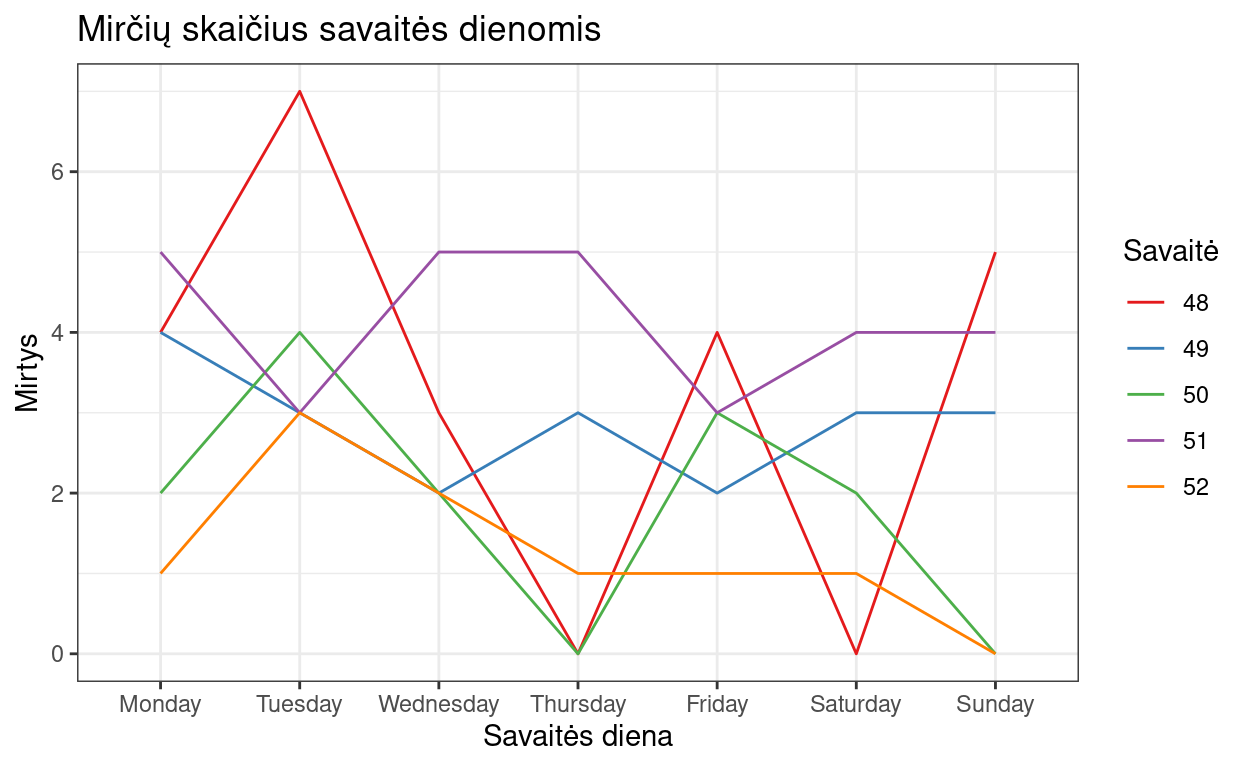 Mirčių skaičius savaitės dienomis
Mirtys
6
4
2
0
Monday Tuesday Wednesday Thursday Friday Saturday Sunday
Savaitės diena
Savaitė
48
49
50
51
52